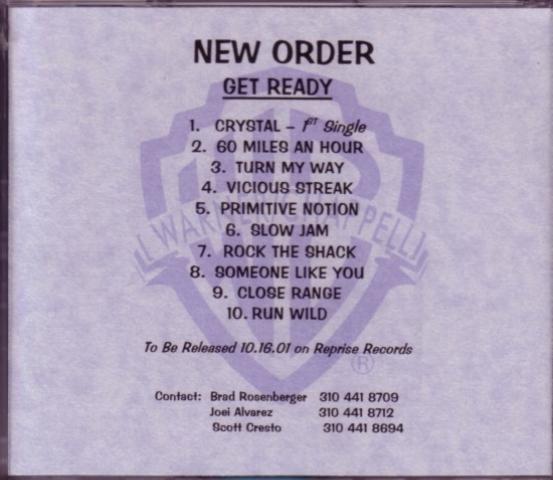 NEW ORDER
GET READY
1. CRYSTAL – 1ST Single
2. 60 MILES AN HOUR
3. TURN MY WAY
4. VICIOUS STREAK
5. PRIMITIVE NOTION
6. SLOW JAM
7. ROCK THE SHACK
8. SOMEONE LIKE YOU
9. CLOSE RANGE
10. RUN WILD
WARNER/CHAPPELL
To Be Released 10.16.01 on Reprise Records
®
Contact: Brad Rosenberger 310 441 8709
Joei Alvarez 310 441 8712
Scott Cresto 310 441 8694